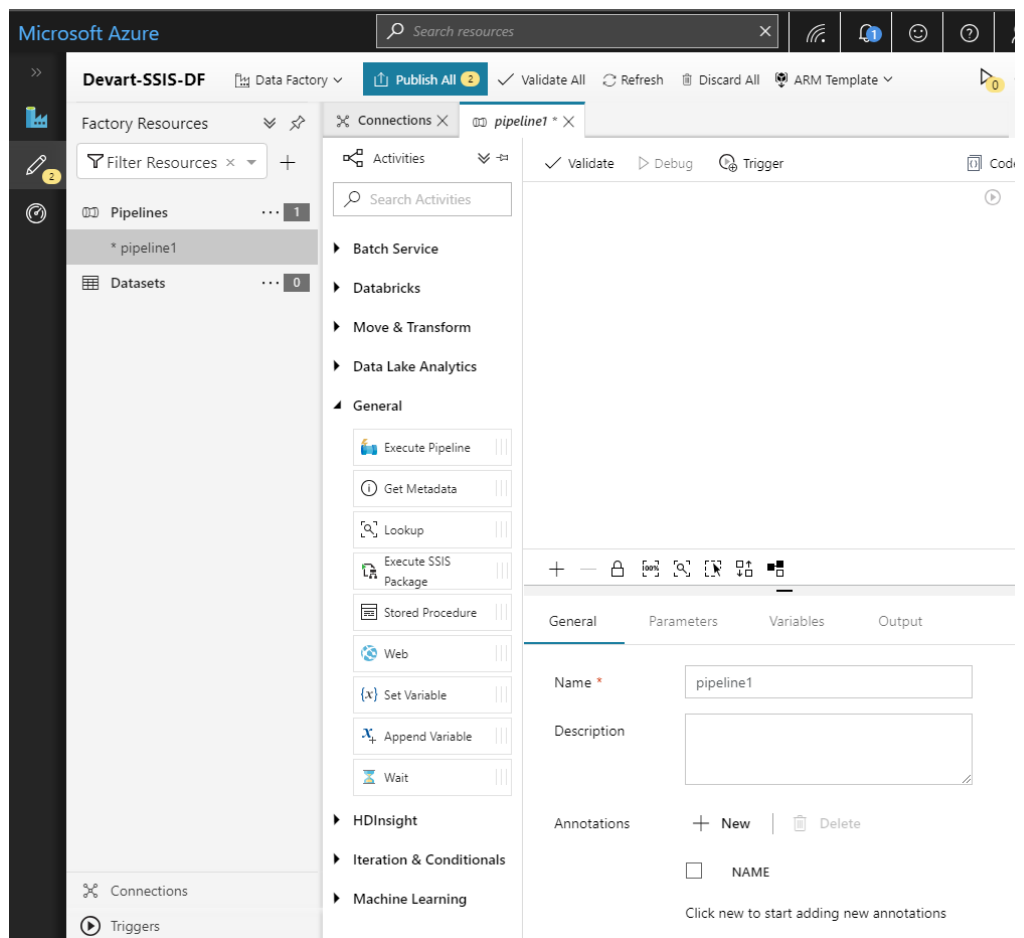 Microsoft Azure
Search resources
1
Devart-SSIS-DF
Data Factory
Publish All 2
Validate All
Refresh
Discard All
ARM Template
0
2
Factory Resources
Filter Resources
Pipelines
1
* pipeline1
Datasets
0
Connections
Triggers
Connections
pipeline1 *
Activities
Search Activities
Batch Service
Databricks
Move & Transform
Data Lake Analytics
General
Execute Pipeline
Get Metadata
Lookup
Execute SSIS
Package
Stored Procedure
Web
{x} Set Variable
Append Variable
Wait
HDInsight
Iteration & Conditionals
Machine Learning
Validate
Debug
Trigger
Code
100%
General
Parameters
Variables
Output
Name *
pipeline1
Description
Annotations
New
Delete
NAME
Click new to start adding new annotations